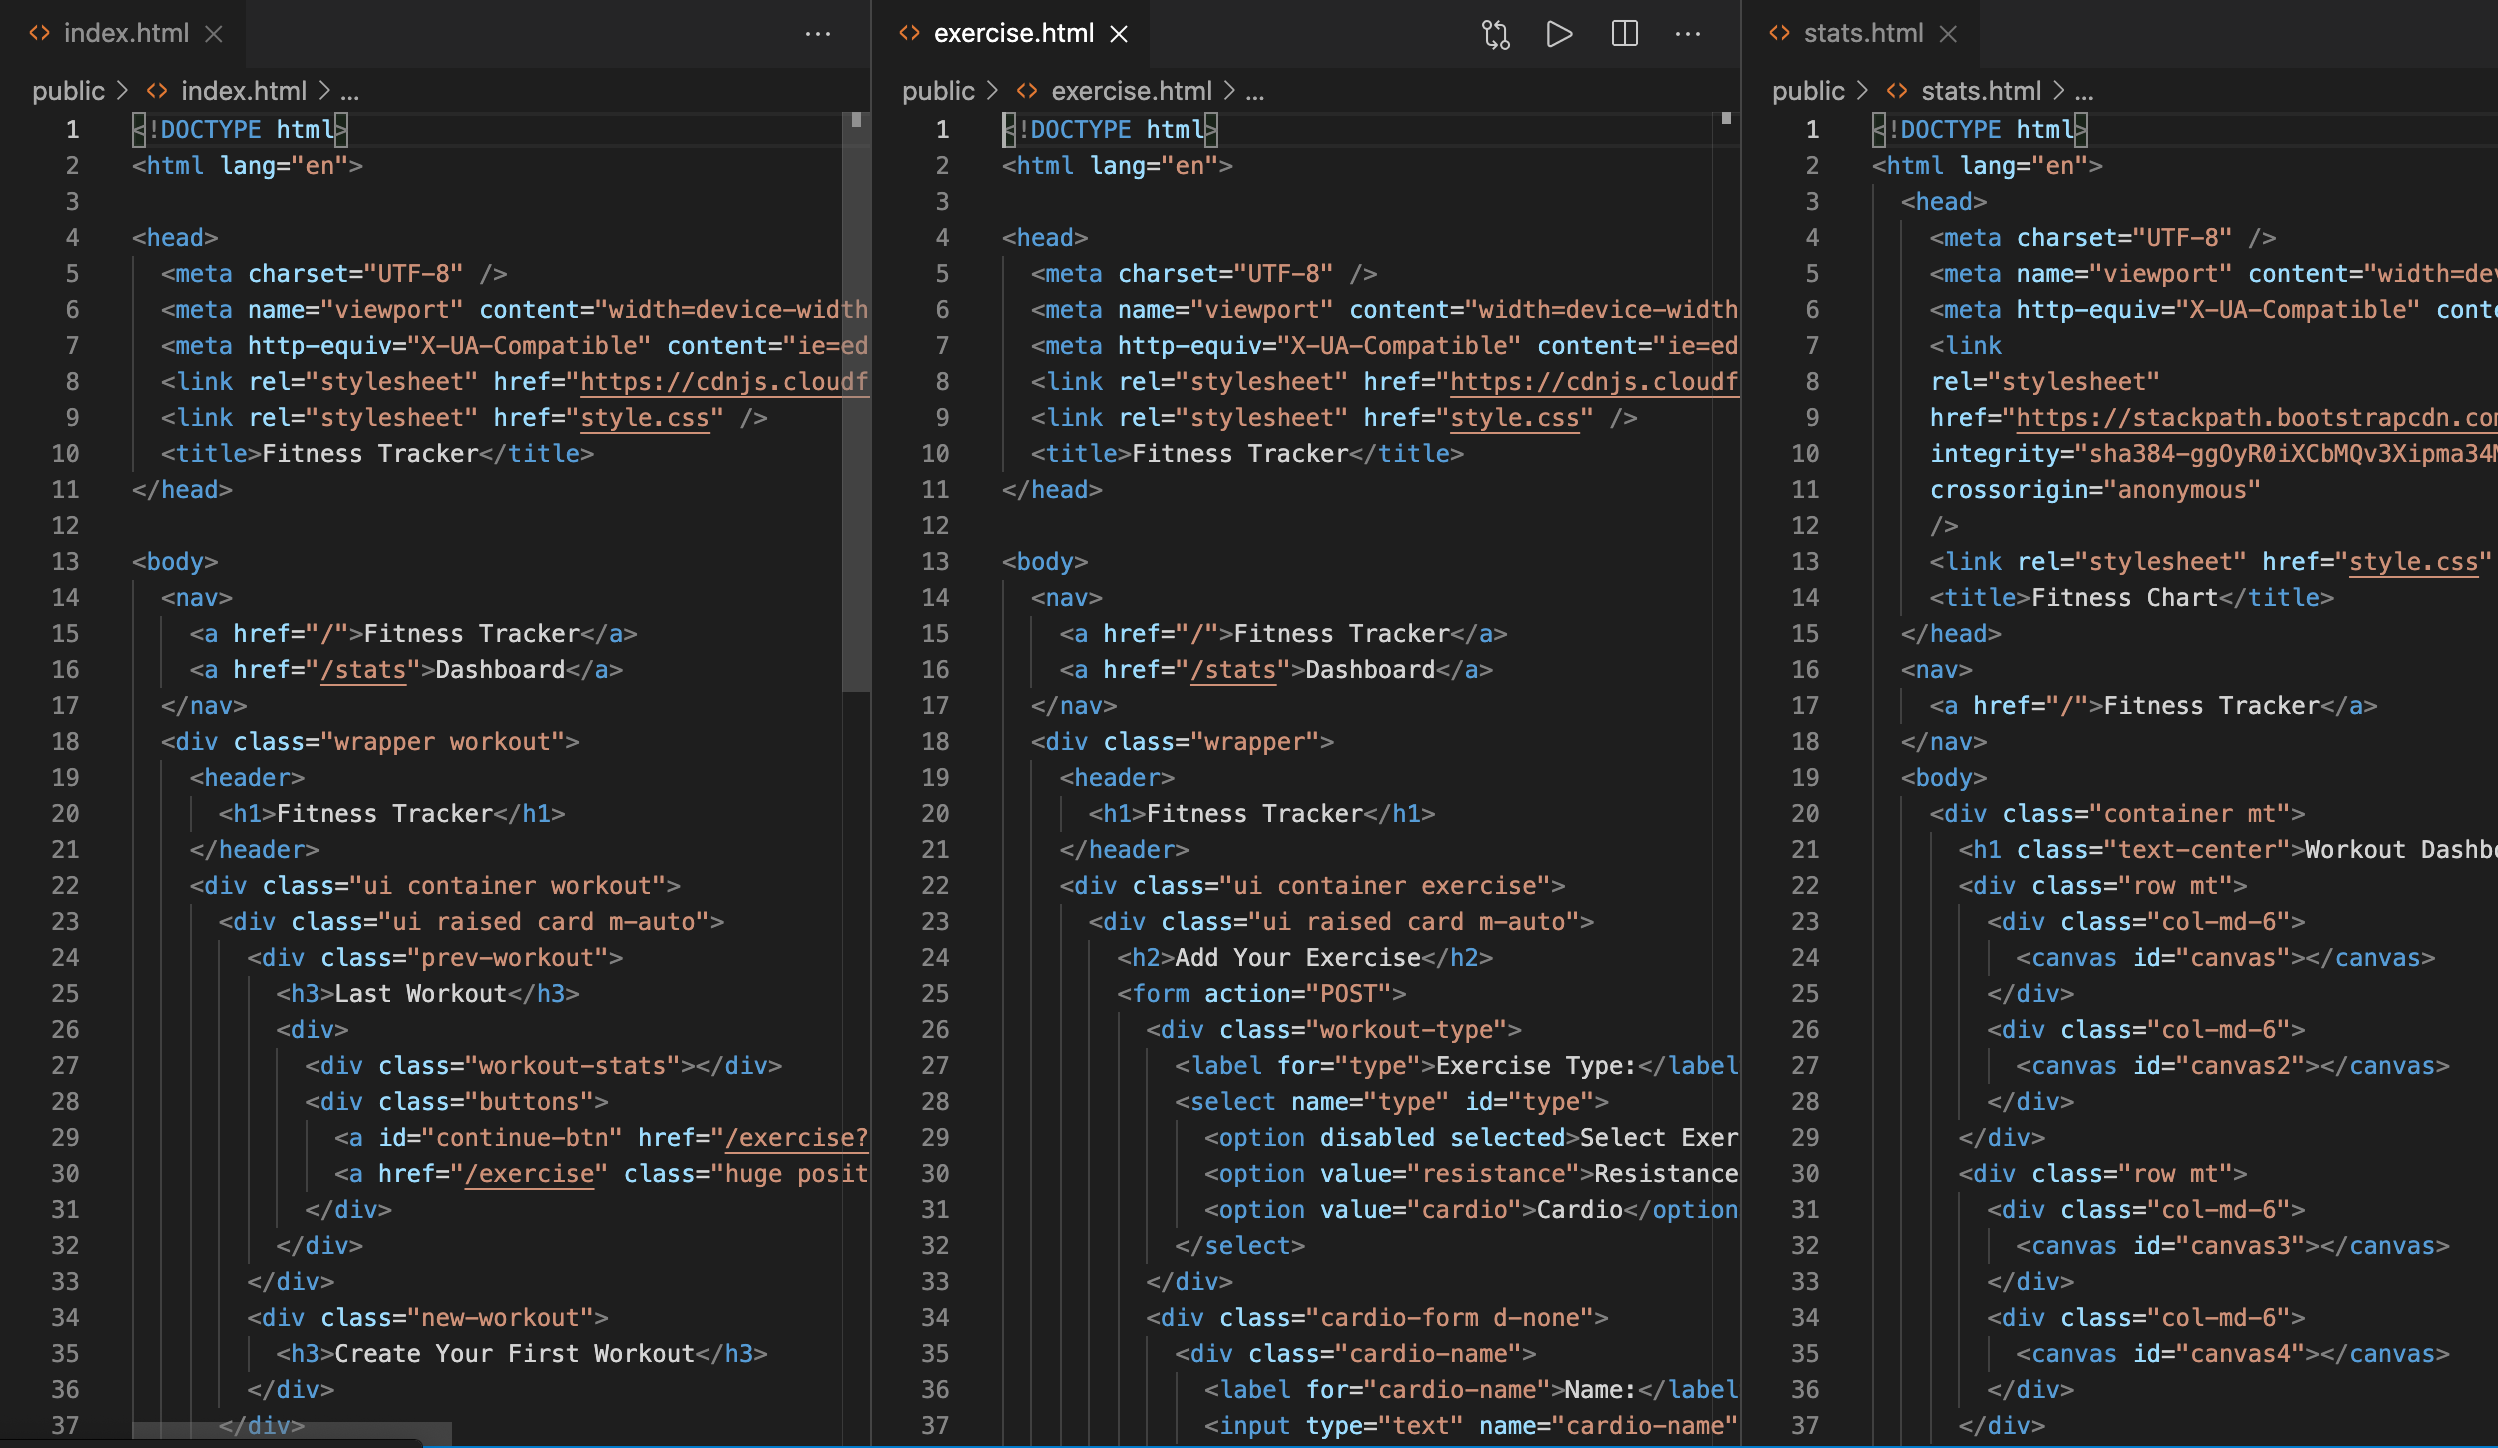 index.html
public > index.html > ...
1 <!DOCTYPE html>
2 <html lang="en">
3
4 <head>
5   <meta charset="UTF-8" />
6   <meta name="viewport" content="width=device-width
7   <meta http-equiv="X-UA-Compatible" content="ie=ed
8   <link rel="stylesheet" href="https://cdnjs.cloudf
9   <link rel="stylesheet" href="style.css" />
10   <title>Fitness Tracker</title>
11 </head>
12
13 <body>
14   <nav>
15     <a href="/">Fitness Tracker</a>
16     <a href="/stats">Dashboard</a>
17   </nav>
18   <div class="wrapper workout">
19     <header>
20       <h1>Fitness Tracker</h1>
21     </header>
22     <div class="ui container workout">
23       <div class="ui raised card m-auto">
24         <div class="prev-workout">
25           <h3>Last Workout</h3>
26           <div>
27             <div class="workout-stats"></div>
28             <div class="buttons">
29               <a id="continue-btn" href="/exercise?
30               <a href="/exercise" class="huge posit
31             </div>
32           </div>
33         </div>
34         <div class="new-workout">
35           <h3>Create Your First Workout</h3>
36         </div>
37       </div>
exercise.html
public > exercise.html > ...
1 <!DOCTYPE html>
2 <html lang="en">
3
4 <head>
5   <meta charset="UTF-8" />
6   <meta name="viewport" content="width=device-width
7   <meta http-equiv="X-UA-Compatible" content="ie=ed
8   <link rel="stylesheet" href="https://cdnjs.cloudf
9   <link rel="stylesheet" href="style.css" />
10   <title>Fitness Tracker</title>
11 </head>
12
13 <body>
14   <nav>
15     <a href="/">Fitness Tracker</a>
16     <a href="/stats">Dashboard</a>
17   </nav>
18   <div class="wrapper">
19     <header>
20       <h1>Fitness Tracker</h1>
21     </header>
22     <div class="ui container exercise">
23       <div class="ui raised card m-auto">
24         <h2>Add Your Exercise</h2>
25         <form action="POST">
26           <div class="workout-type">
27             <label for="type">Exercise Type:</label
28             <select name="type" id="type">
29               <option disabled selected>Select Exer
30               <option value="resistance">Resistance
31               <option value="cardio">Cardio</option
32             </select>
33           </div>
34           <div class="cardio-form d-none">
35             <div class="cardio-name">
36               <label for="cardio-name">Name:</label
37               <input type="text" name="cardio-name"
stats.html
public > stats.html > ...
1 <!DOCTYPE html>
2 <html lang="en">
3   <head>
4     <meta charset="UTF-8" />
5     <meta name="viewport" content="width=dev
6     <meta http-equiv="X-UA-Compatible" conte
7     <link
8     rel="stylesheet"
9     href="https://stackpath.bootstrapcdn.com
10     integrity="sha384-ggOyR0iXCbMQv3Xipma34M
11     crossorigin="anonymous"
12     />
13     <link rel="stylesheet" href="style.css"
14     <title>Fitness Chart</title>
15   </head>
16   <nav>
17     <a href="/">Fitness Tracker</a>
18   </nav>
19   <body>
20     <div class="container mt">
21       <h1 class="text-center">Workout Dashbo
22       <div class="row mt">
23         <div class="col-md-6">
24           <canvas id="canvas"></canvas>
25         </div>
26         <div class="col-md-6">
27           <canvas id="canvas2"></canvas>
28         </div>
29       </div>
30       <div class="row mt">
31         <div class="col-md-6">
32           <canvas id="canvas3"></canvas>
33         </div>
34         <div class="col-md-6">
35           <canvas id="canvas4"></canvas>
36         </div>
37       </div>